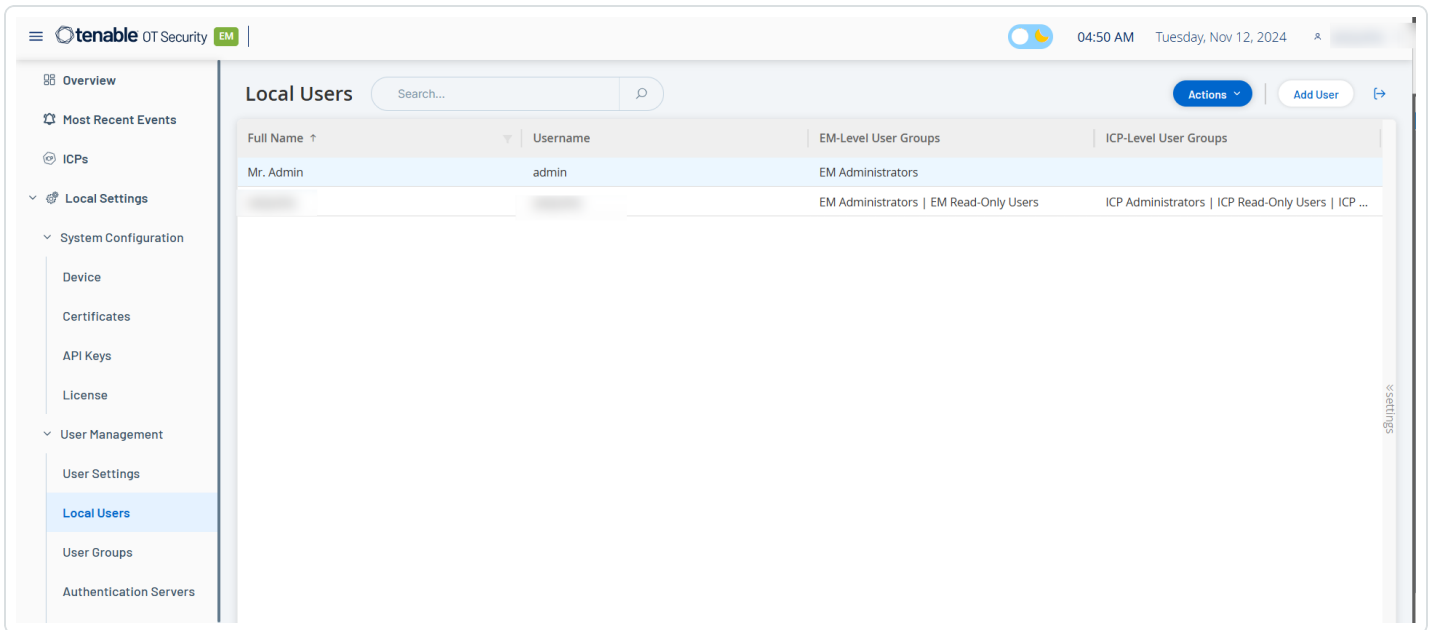 tenable OT Security EM
04:50 AM Tuesday, Nov 12, 2024
Overview
Most Recent Events
ICPs
Local Settings
System Configuration
Device
Certificates
API Keys
License
User Management
User Settings
Local Users
User Groups
Authentication Servers
Local Users Search... Actions Add User
Full Name ↑ Username EM-Level User Groups ICP-Level User Groups
Mr. Admin admin EM Administrators
EM Administrators | EM Read-Only Users ICP Administrators | ICP Read-Only Users | ICP ...
«settings